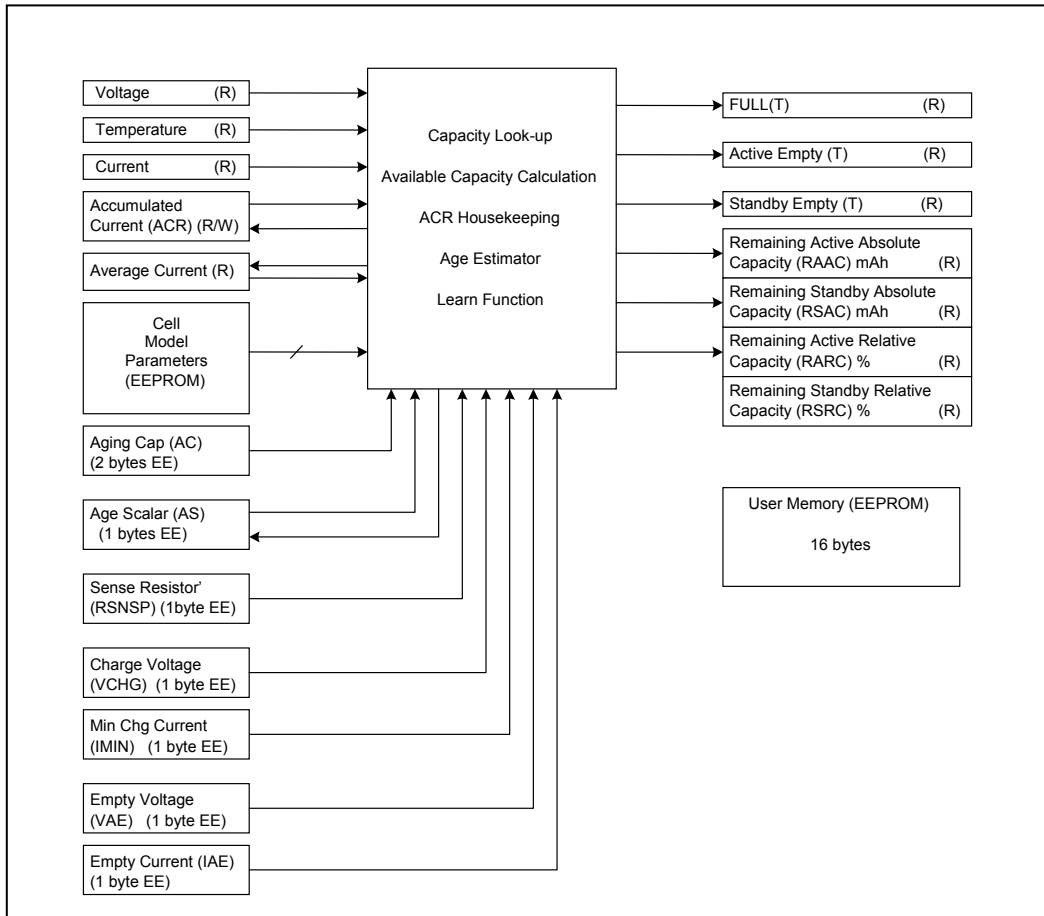 Voltage (R)
Temperature (R)
Current (R)
Accumulated
Current (ACR) (R/W)
Average Current (R)
Cell
Model
Parameters
(EEPROM)
Aging Cap (AC)
(2 bytes EE)
Age Scalar (AS)
(1 bytes EE)
Sense Resistor'
(RSNSP) (1byte EE)
Charge Voltage
(VCHG) (1 byte EE)
Min Chg Current
(IMIN) (1 byte EE)
Empty Voltage
(VAE) (1 byte EE)
Empty Current (IAE)
(1 byte EE)
Capacity Look-up
Available Capacity Calculation
ACR Housekeeping
Age Estimator
Learn Function
FULL(T) (R)
Active Empty (T) (R)
Standby Empty (T) (R)
Remaining Active Absolute
Capacity (RAAC) mAh (R)
Remaining Standby Absolute
Capacity (RSAC) mAh (R)
Remaining Active Relative
Capacity (RARC) % (R)
Remaining Standby Relative
Capacity (RSRC) % (R)
User Memory (EEPROM)
16 bytes